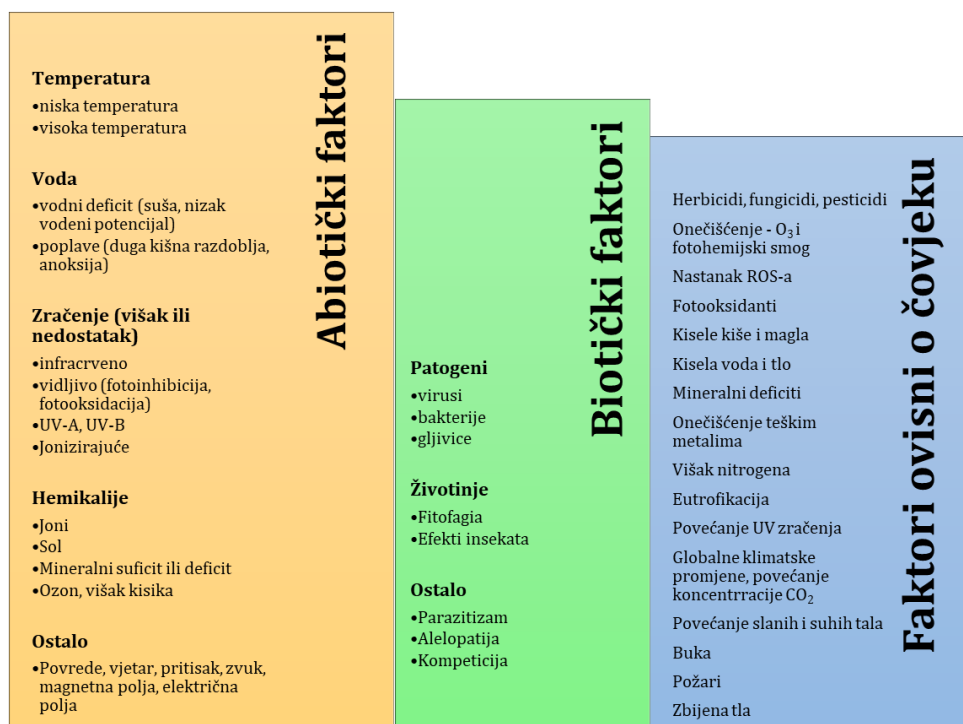 Abiotički faktori
Temperatura
•niska temperatura
•visoka temperatura
Voda
•vodni deficit (suša, nizak
vodeni potencijal)
•poplave (duga kišna razdoblja,
anoksija)
Zračenje (višak ili
nedostatak)
•infracrveno
•vidljivo (fotoinhibicija,
fotooksidacija)
•UV-A, UV-B
•Jonizirajuće
Hemikalije
•Joni
•Sol
•Mineralni suficit ili deficit
•Ozon, višak kisika
Ostalo
•Povrede, vjetar, pritisak, zvuk,
magnetna polja, električna
polja
Biotički faktori
Patogeni
•virusi
•bakterije
•gljivice
Životinje
•Fitofagia
•Efekti insekata
Ostalo
•Parazitizam
•Alelopatija
•Kompeticija
Faktori ovisni o čovjeku
Herbicidi, fungicidi, pesticidi
Onečišćenje - O₃ i
fotohemijski smog
Nastanak ROS-a
Fotooksidanti
Kisele kiše i magla
Kisela voda i tlo
Mineralni deficiti
Onečišćenje teškim
metalima
Višak nitrogena
Eutrofikacija
Povećanje UV zračenja
Globalne klimatske
promjene, povećanje
koncentrracije CO₂
Povećanje slanih i suhih tala
Buka
Požari
Zbijena tla